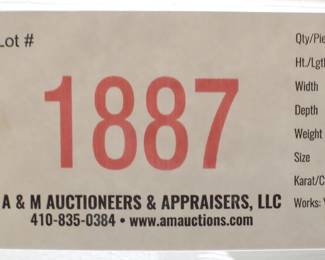 Lot #
1887
A & M AUCTIONEERS & APPRAISERS, LLC
410-835-0384 • www.amauctions.com
Qty/Pie
Ht./Lgth
Width
Depth
Weight
Size
Karat/C
Works: Y